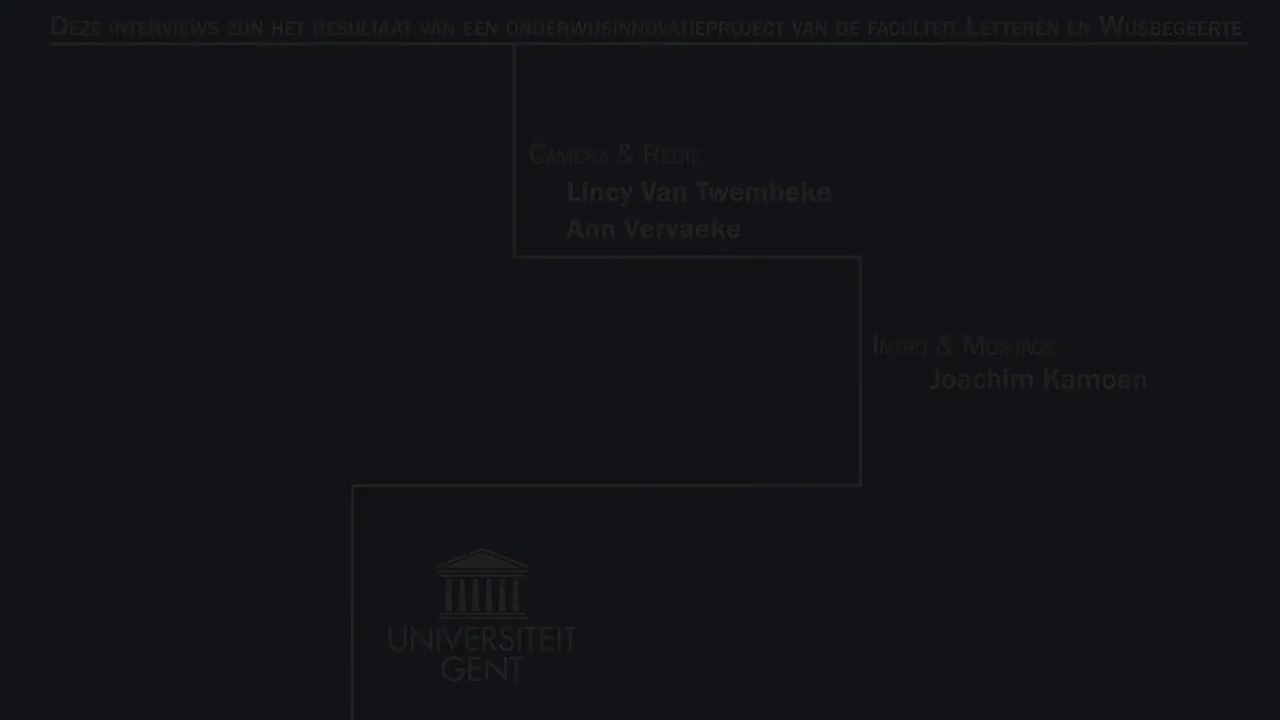 Deze interviews zijn het resultaat van een onderwijsinnovatieproject van de faculteit Letteren en Wijsbegeerte
Camera & Regie
Lincy Van Twembeke
Ann Vervaeke
Intro & Montage
Joachim Kamoen
UNIVERSITEIT
GENT